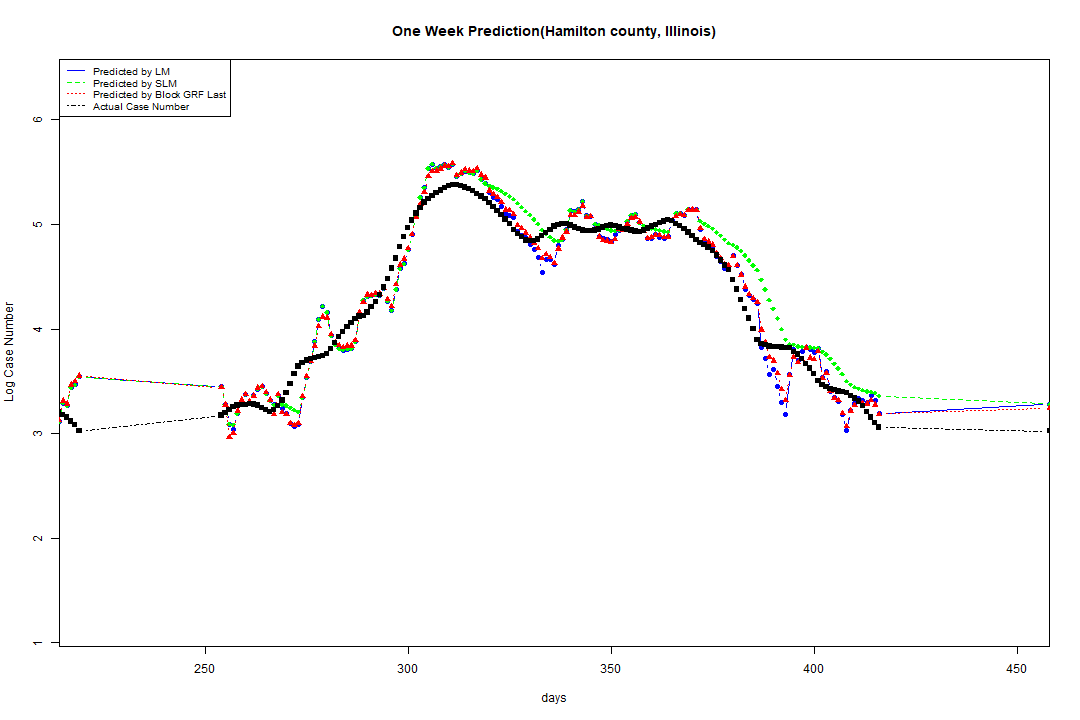 One Week Prediction(Hamilton county, Illinois)
Predicted by LM
Predicted by SLM
Predicted by Block GRF Last
Actual Case Number
Log Case Number
6
5
4
3
2
1
250 300 350 400 450
days